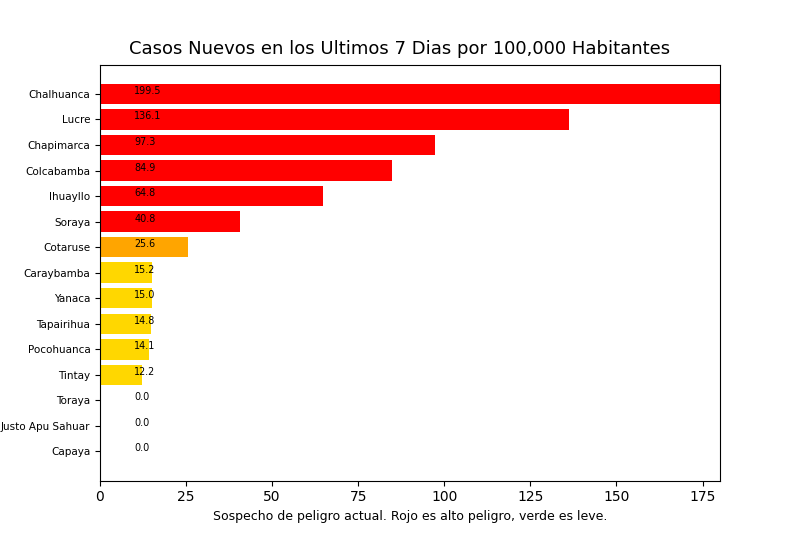 Casos Nuevos en los Ultimos 7 Dias por 100,000 Habitantes
Chalhuanca 199.5
Lucre 136.1
Chapimarca 97.3
Colcabamba 84.9
Ihuayllo 64.8
Soraya 40.8
Cotaruse 25.6
Caraybamba 15.2
Yanaca 15.0
Tapairihua 14.8
Pocohuanca 14.1
Tintay 12.2
Toraya 0.0
Justo Apu Sahuar 0.0
Capaya 0.0
0 25 50 75 100 125 150 175
Sospecho de peligro actual. Rojo es alto peligro, verde es leve.